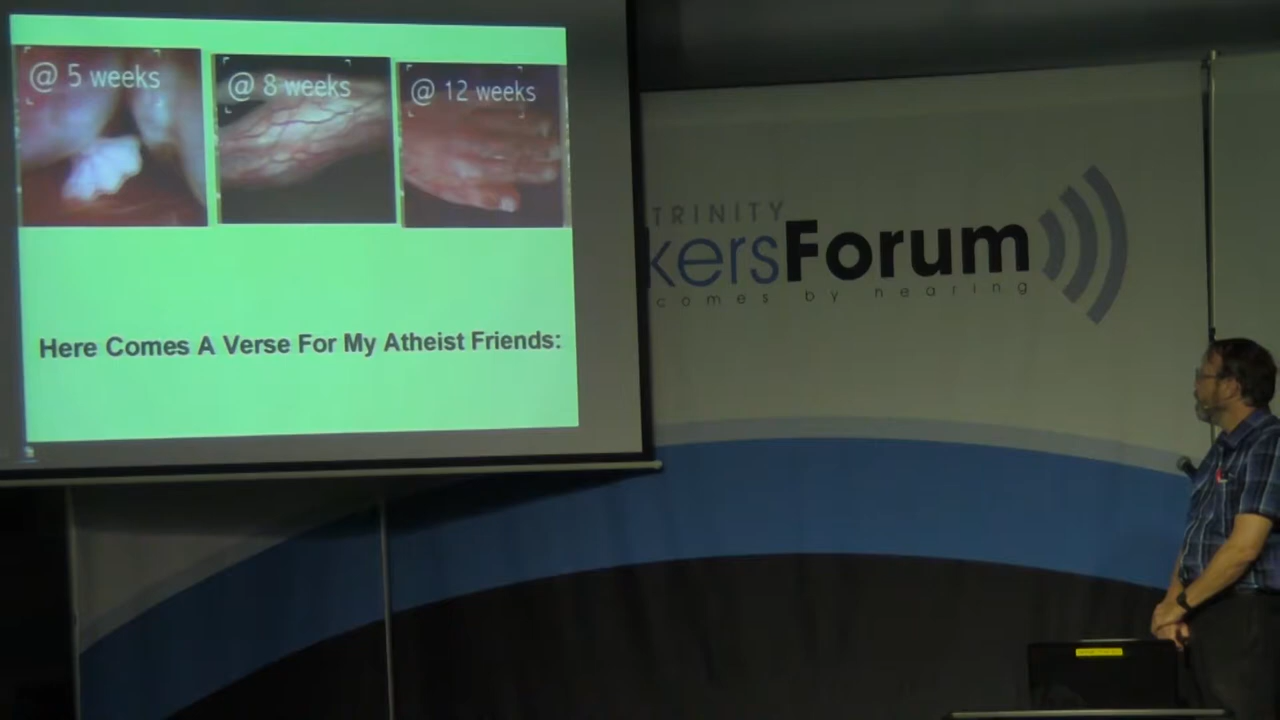 @ 5 weeks
@ 8 weeks
@ 12 weeks
Here Comes A Verse For My Atheist Friends:
TRINITY
kersForum
comes by hearing